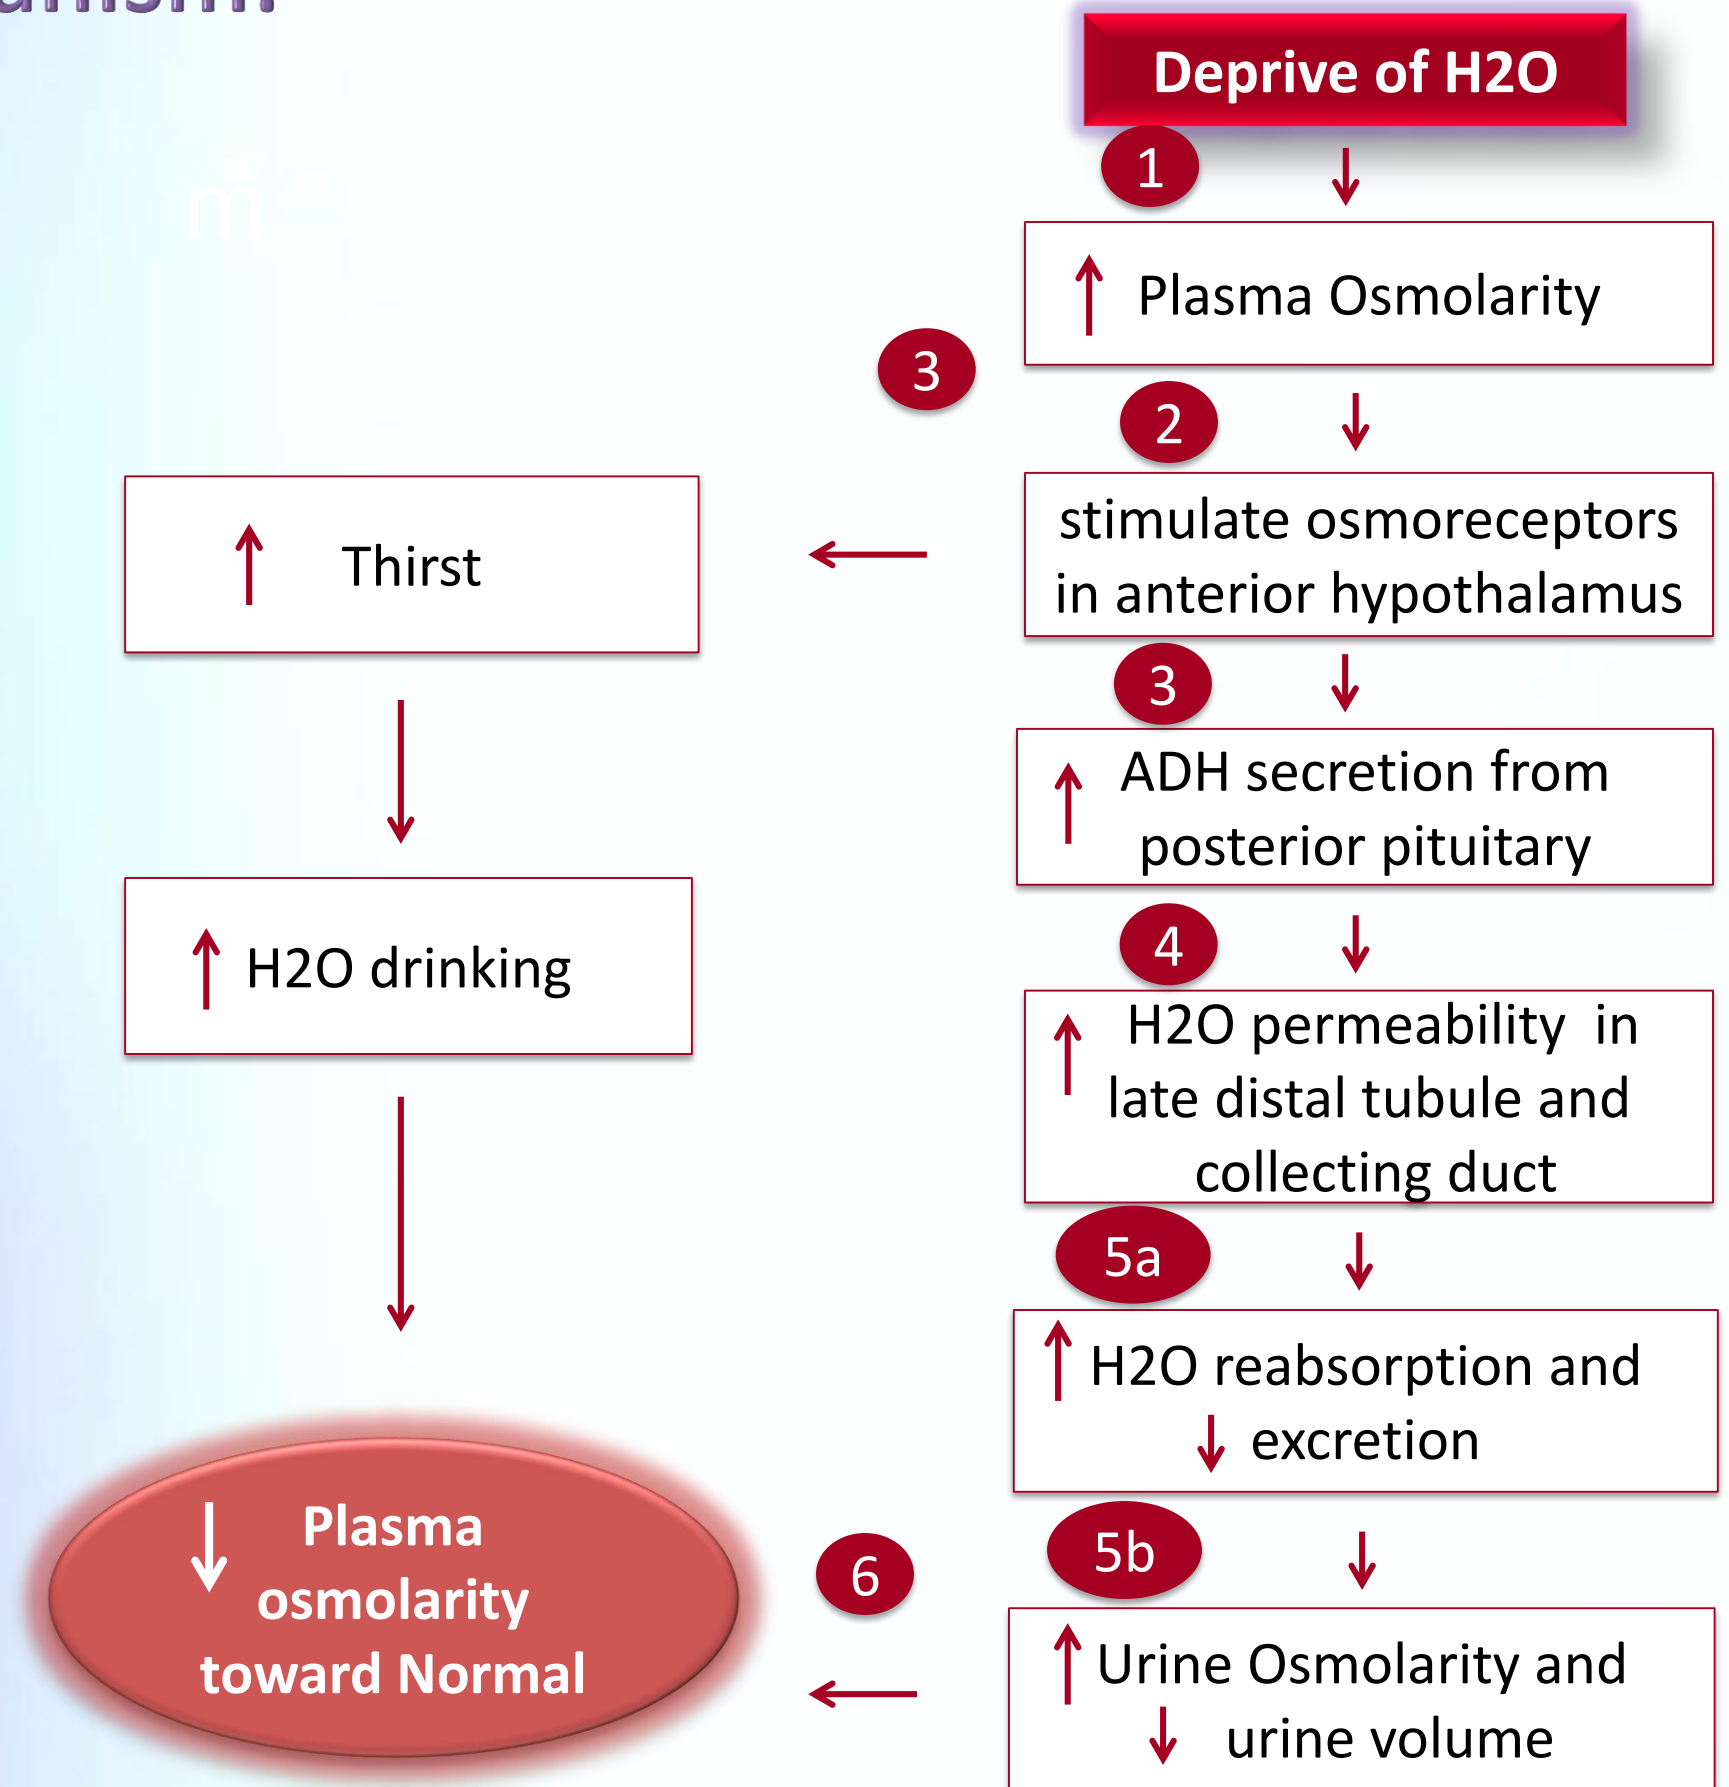 Deprive of H2O
1
↑ Plasma Osmolarity
3
2
stimulate osmoreceptors
in anterior hypothalamus
↑ Thirst
3
↑ ADH secretion from
posterior pituitary
↑ H2O drinking
4
↑ H2O permeability in
late distal tubule and
collecting duct
5a
↑ H2O reabsorption and
↓ excretion
5b
↑ Urine Osmolarity and
↓ urine volume
6
↓ Plasma
osmolarity
toward Normal